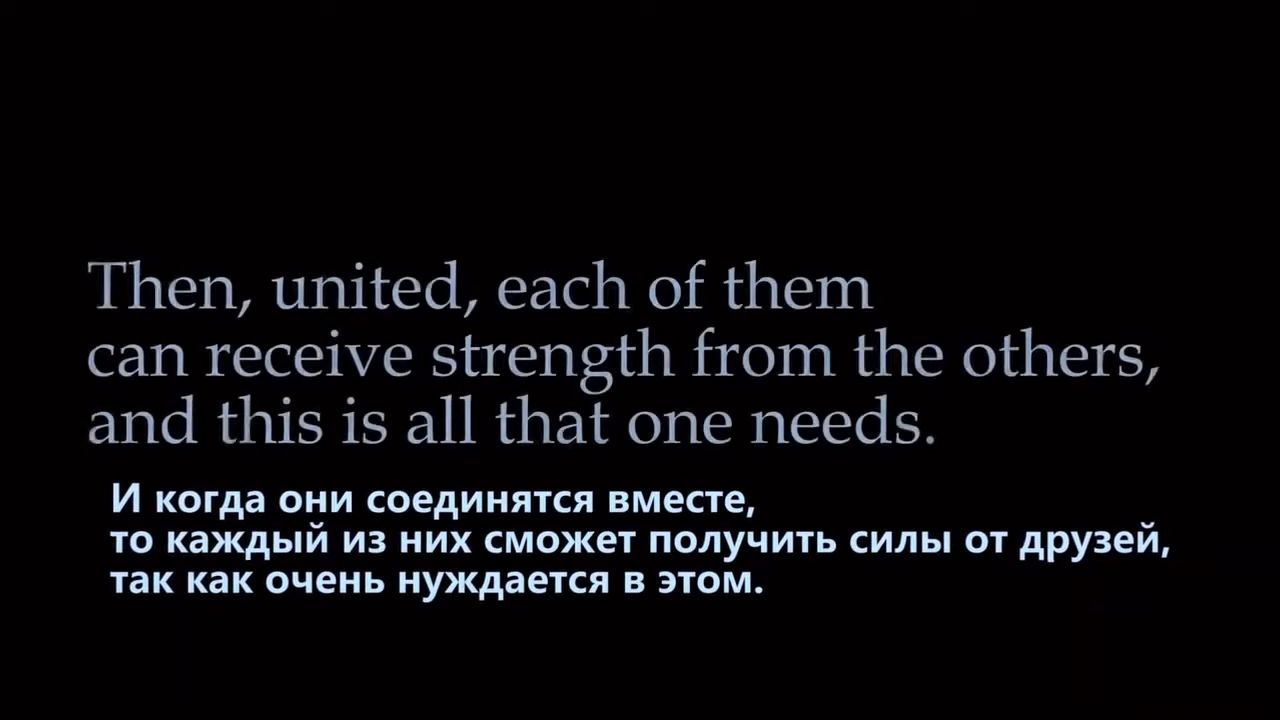 Then, united, each of them
can receive strength from the others,
and this is all that one needs.
И когда они соединятся вместе,
то каждый из них сможет получить силы от друзей,
так как очень нуждается в этом.